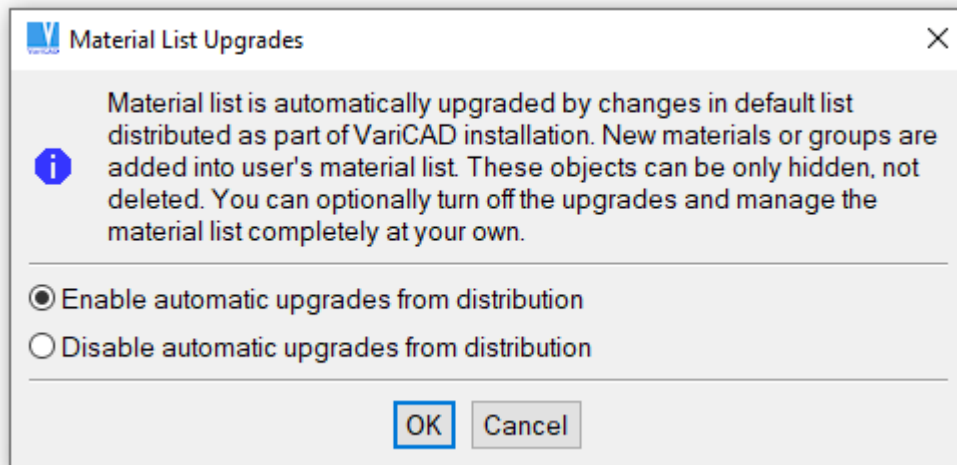 Material List Upgrades
Material list is automatically upgraded by changes in default list
distributed as part of VariCAD installation. New materials or groups are
added into user's material list. These objects can be only hidden, not
deleted. You can optionally turn off the upgrades and manage the
material list completely at your own.
Enable automatic upgrades from distribution
Disable automatic upgrades from distribution
OK Cancel